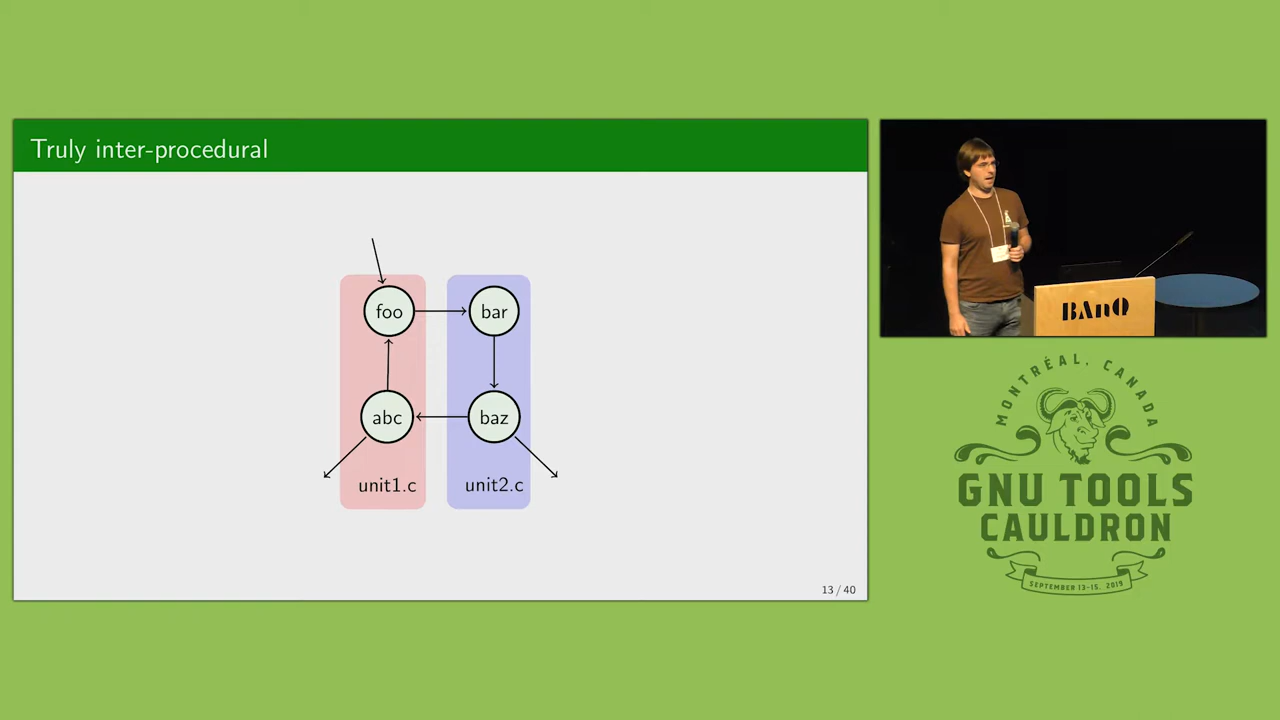 Truly inter-procedural
foo
bar
abc
baz
unit1.c
unit2.c
13 / 40
BAnQ
MONTRÉAL, CANADA
GNU TOOLS
CAULDRON
SEPTEMBER 13-15, 2019